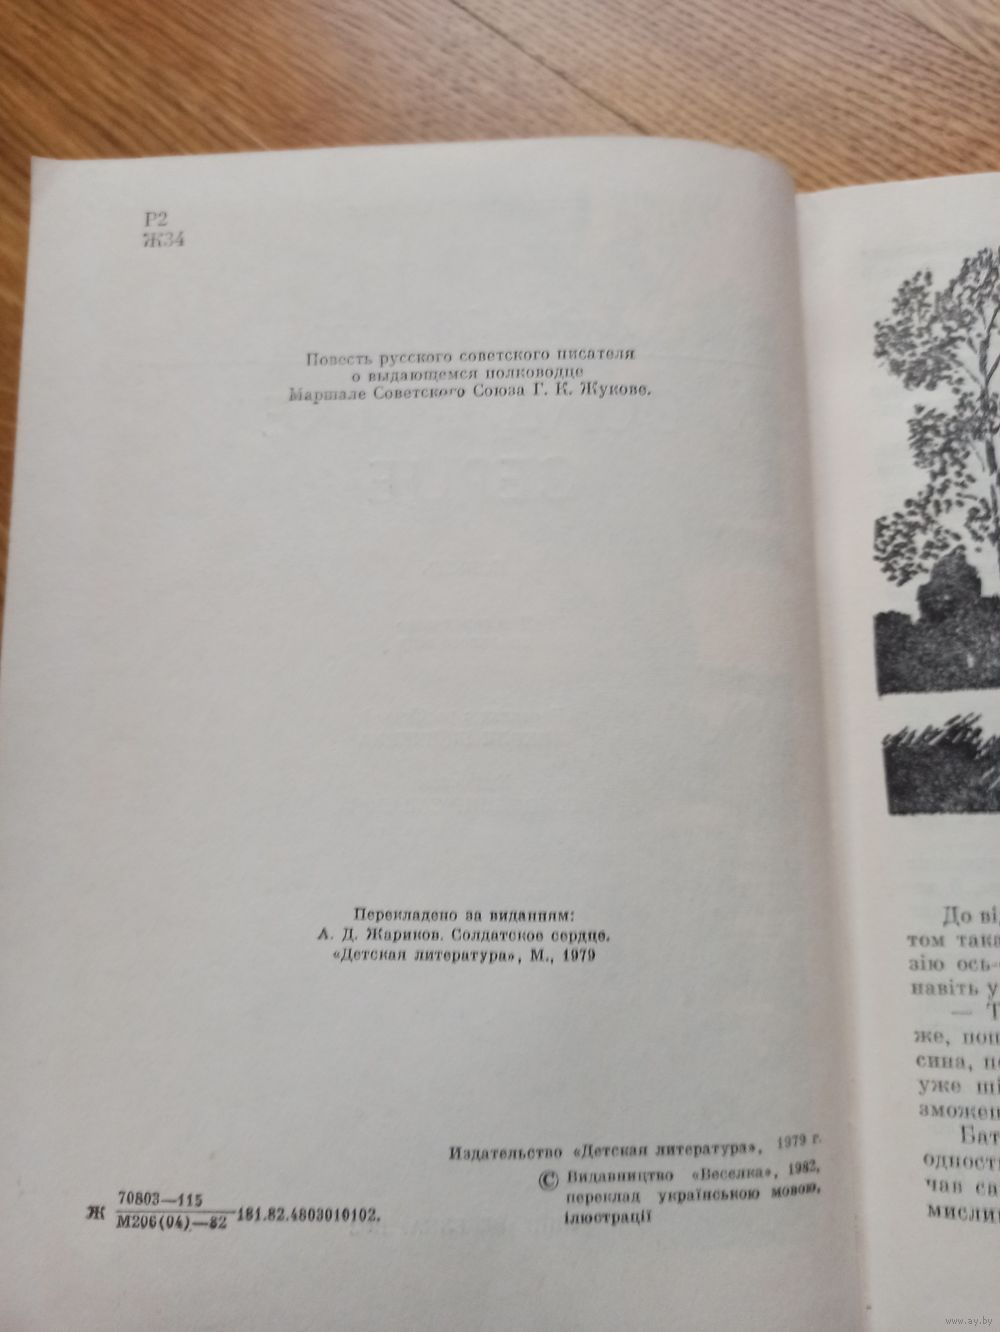 Р2
Ж34
Повесть русского советского писателя
о выдающемся полководце
Маршале Советского Союза Г. К. Жукове.
Перекладено за виданням:
А. Д. Жариков. Солдатское сердце.
«Детская литература», М., 1979
Издательство «Детская литература», 1979 г.
© Видавництво «Веселка», 1982,
переклад українською мовою,
ілюстрації
Ж 70803—115
М206(04)—82 181.82.4803010102.
До ві
том така
зію ось-
навіть у
— Т
же, поп
сина, п
уже ші
зможен
Бат
одност
чав са
мисли
www.ay.by